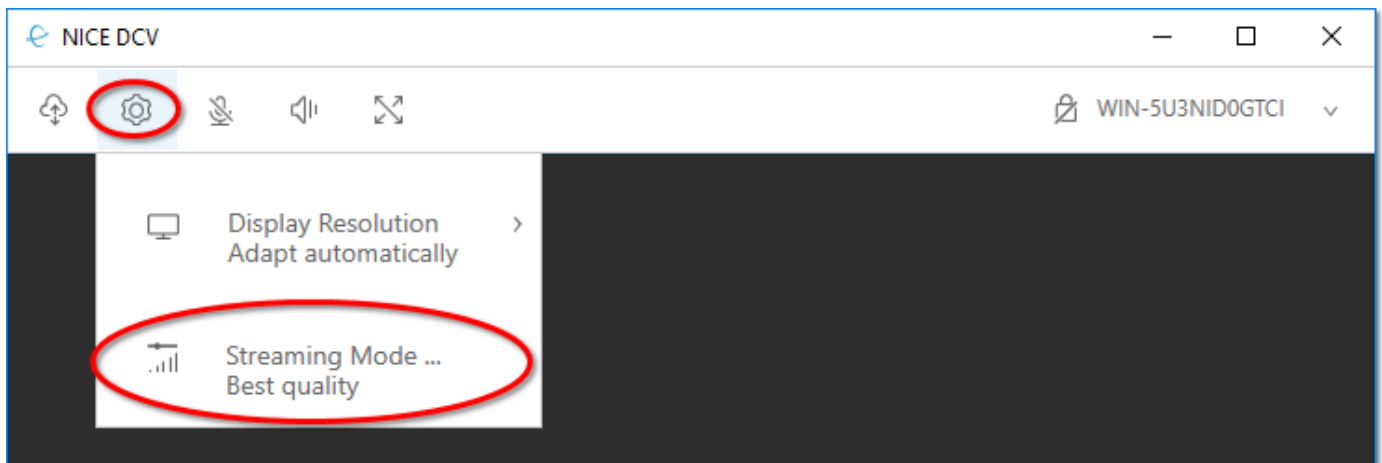 NICE DCV
WIN-5U3NID0GTCI
Display Resolution
Adapt automatically
Streaming Mode ...
Best quality